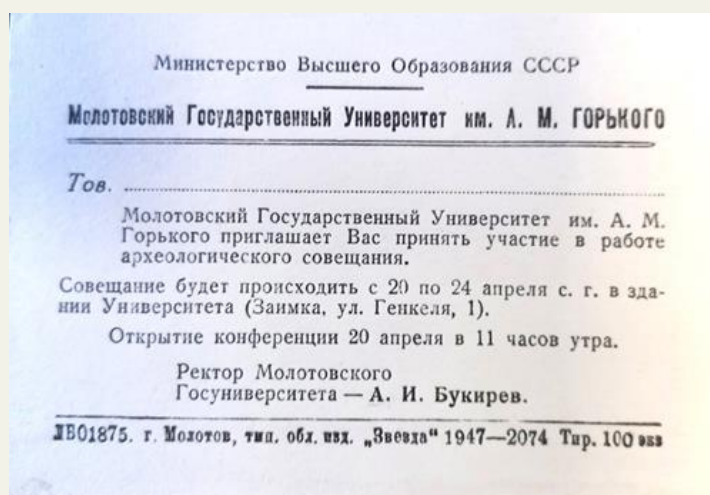 Министерство Высшего Образования СССР
Молотовский Государственный Университет им. А. М. ГОРЬКОГО
Тов.
Молотовский Государственный Университет им. А. М.
Горького приглашает Вас принять участие в работе
археологического совещания.
Совещание будет происходить с 20 по 24 апреля с. г. в зда-
нии Университета (Заимка, ул. Генкеля, 1).
Открытие конференции 20 апреля в 11 часов утра.
Ректор Молотовского
Госуниверситета — А. И. Букирев.
ЛБ01875. г. Молотов, тип. обл. изд. „Звезда“ 1947—2074 Тир. 100 экз